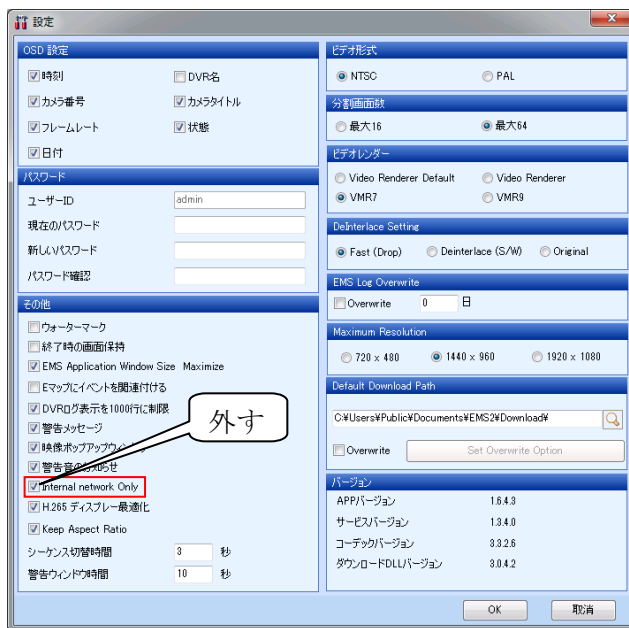 設定
OSD 設定
時刻
DVR名
カメラ番号
カメラタイトル
フレームレート
状態
日付
パスワード
ユーザーID
admin
現在のパスワード
新しいパスワード
パスワード確認
その他
ウォーターマーク
終了時の画面保持
EMS Application Window Size Maximize
Eマップにイベントを関連付ける
DVRログ表示を1000行に制限
警告メッセージ
映像ポップアップウィンドウ
警告音のお知らせ
Internal network Only
H.265 ディスプレー最適化
Keep Aspect Ratio
シーケンス切替時間
3
秒
警告ウィンドウ時間
10
秒
外す
ビデオ形式
NTSC
PAL
分割画面数
最大16
最大64
ビデオレンダー
Video Renderer Default
Video Renderer
VMR7
VMR9
DeInterlace Setting
Fast (Drop)
Deinterlace (S/W)
Original
EMS Log Overwrite
Overwrite
0
日
Maximum Resolution
720 x 480
1440 x 960
1920 x 1080
Default Download Path
C:¥Users¥Public¥Documents¥EMS2¥Download¥
Overwrite
Set Overwrite Option
バージョン
APPバージョン
1.6.4.3
サービスバージョン
1.3.4.0
コーデックバージョン
3.3.2.6
ダウンロードDLLバージョン
3.0.4.2
OK
取消